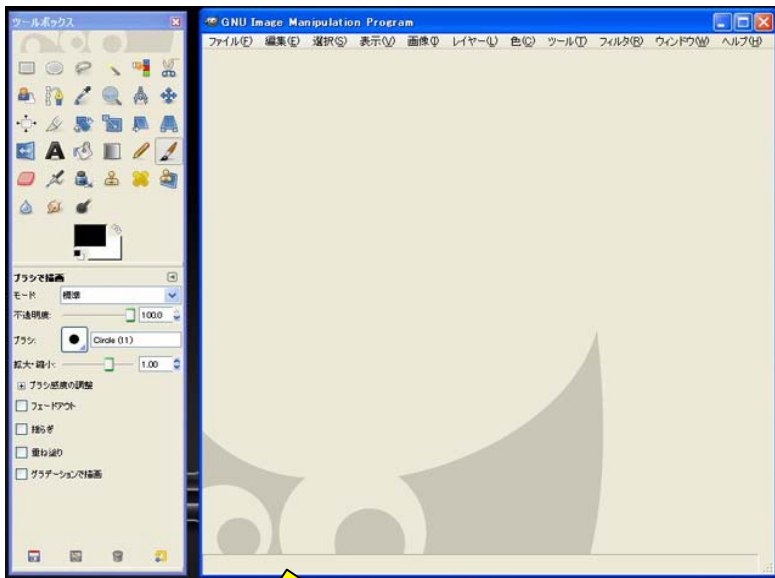 ツールボックス
ブラシで描画
モード: 標準
不透明度: 100.0
ブラシ: Circle (11)
拡大・縮小: 1.00
ブラシ感度の調整
フェードアウト
揺らぎ
重ね塗り
グラデーションで描画
GNU Image Manipulation Program
ファイル(F) 編集(E) 選択(S) 表示(V) 画像(I) レイヤー(L) 色(C) ツール(T) フィルタ(R) ウィンドウ(W) ヘルプ(H)